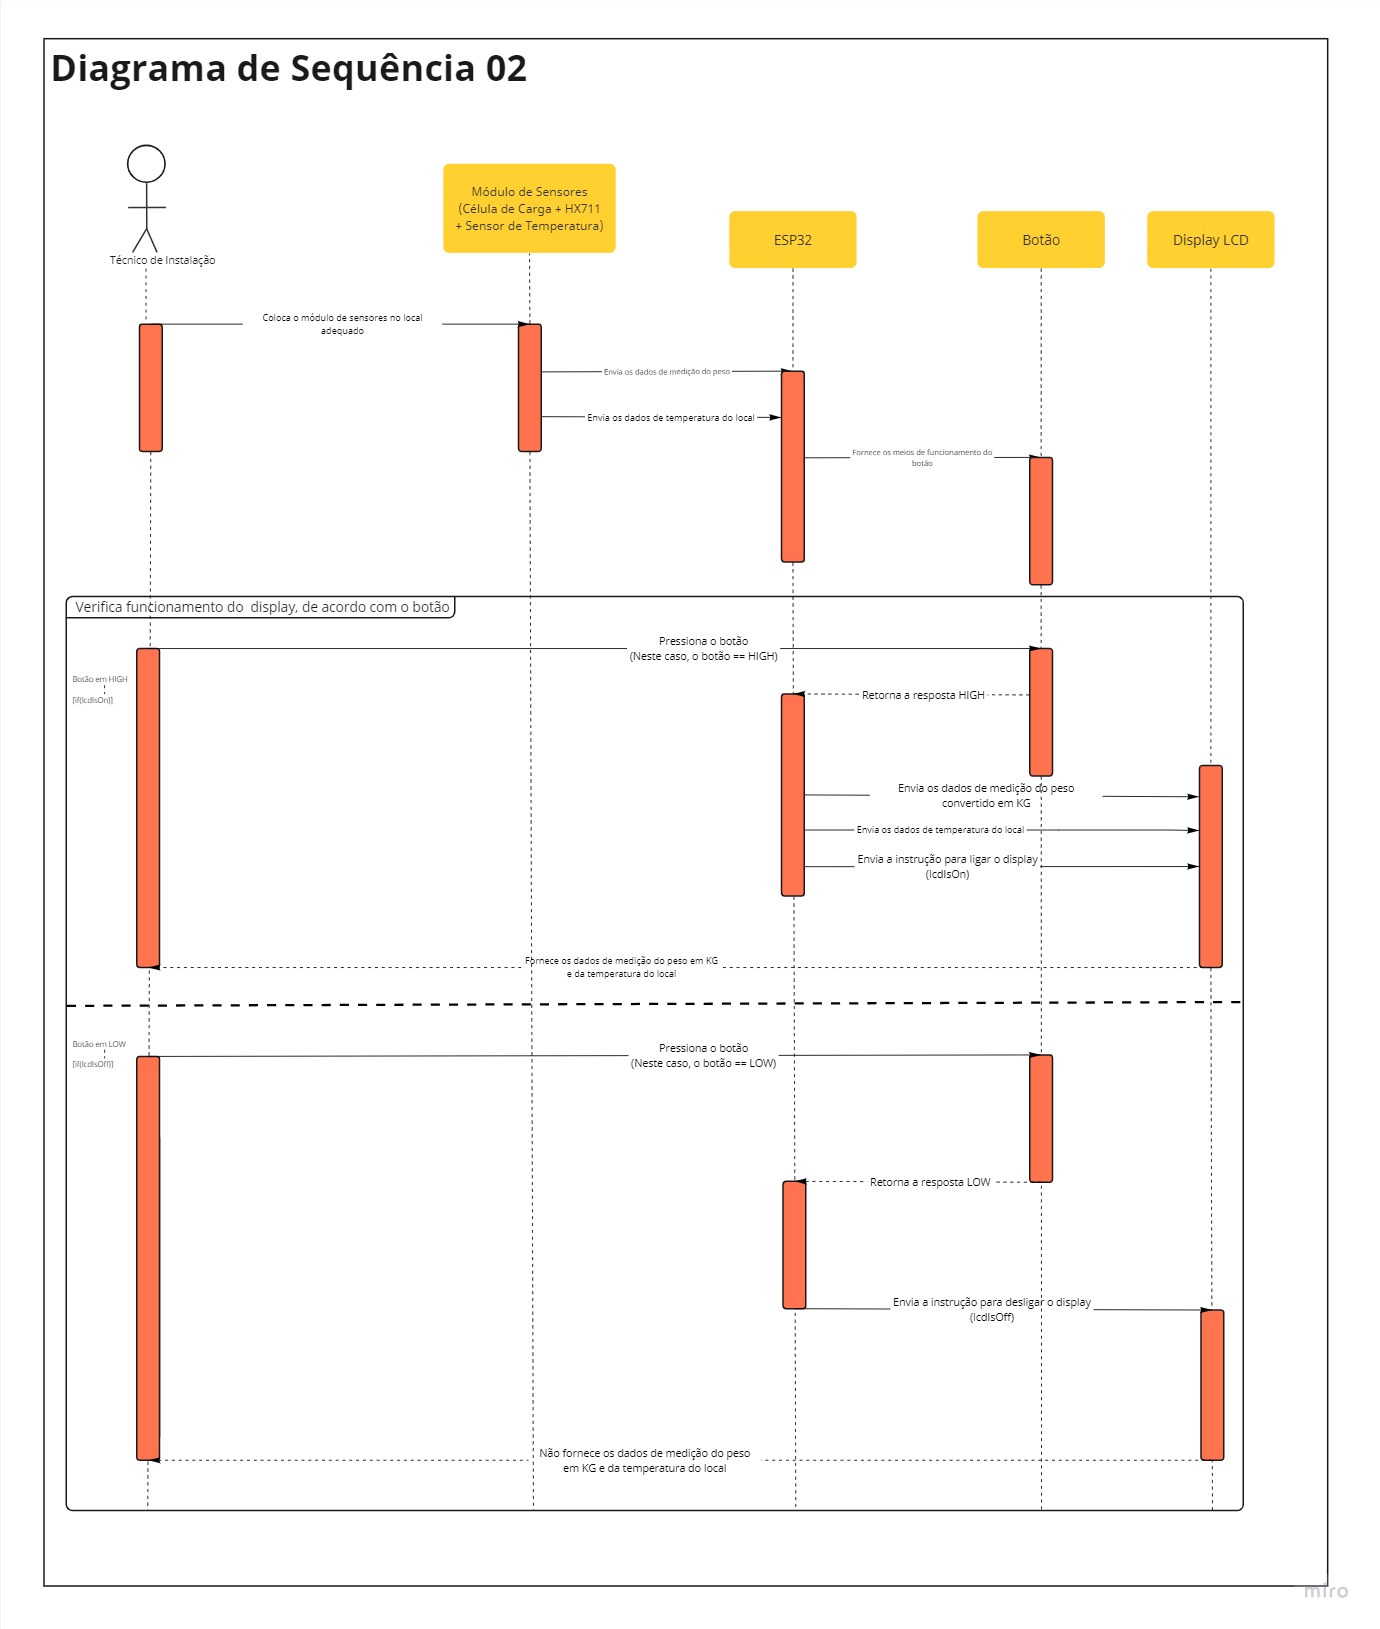 Diagrama de Sequência 02
Módulo de Sensores
(Célula de Carga + HX711
+ Sensor de Temperatura)
ESP32
Botão
Display LCD
Técnico de Instalação
Coloca o módulo de sensores no local
adequado
Envia os dados de medição do peso
Envia os dados de temperatura do local
Fornece os meios de funcionamento do
botão
Verifica funcionamento do  display, de acordo com o botão
Pressiona o botão
(Neste caso, o botão == HIGH)
Botão em HIGH
[if(lcdIsOn)]
Retorna a resposta HIGH
Envia os dados de medição do peso
convertido em KG
Envia os dados de temperatura do local
Envia a instrução para ligar o display
(lcdIsOn)
Fornece os dados de medição do peso em KG
e da temperatura do local
Botão em LOW
[if(lcdIsOff)]
Pressiona o botão
(Neste caso, o botão == LOW)
Retorna a resposta LOW
Envia a instrução para desligar o display
(lcdIsOff)
Não fornece os dados de medição do peso
em KG e da temperatura do local
miro